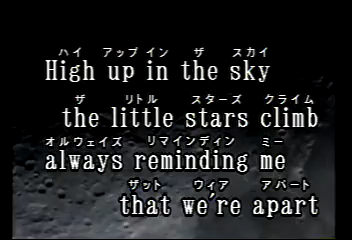 ハイ アップ イン ザ スカイ
High up in the sky
ザ リトル スターズ クライム
the little stars climb
オルウェイズ リマインディン ミー
always reminding me
ザット ウィア アパート
that we're apart